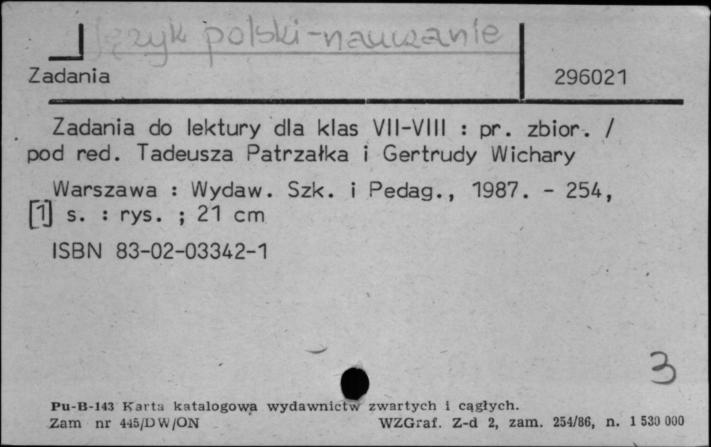 Język polski-nauczanie
Zadania
296021
Zadania do lektury dla klas VII-VIII : pr. zbior. /
pod red. Tadeusza Patrzałka i Gertrudy Wichary
Warszawa : Wydaw. Szk. i Pedag., 1987. - 254,
[1] s. : rys. ; 21 cm
ISBN 83-02-03342-1
3
Pu-B-143 Karta katalogowa wydawnictw zwartych i ciągłych.
Zam nr 445/DW/ON WZGraf. Z-d 2, zam. 254/86, n. 1 530 000